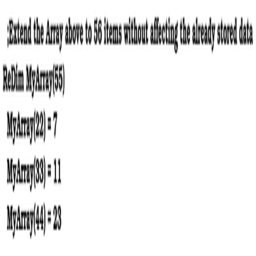 ;Extend the Array above to 56 items without affecting the already stored data
ReDim MyArray(55)
MyArray(22) = 7
MyArray(33) = 11
MyArray(44) = 23